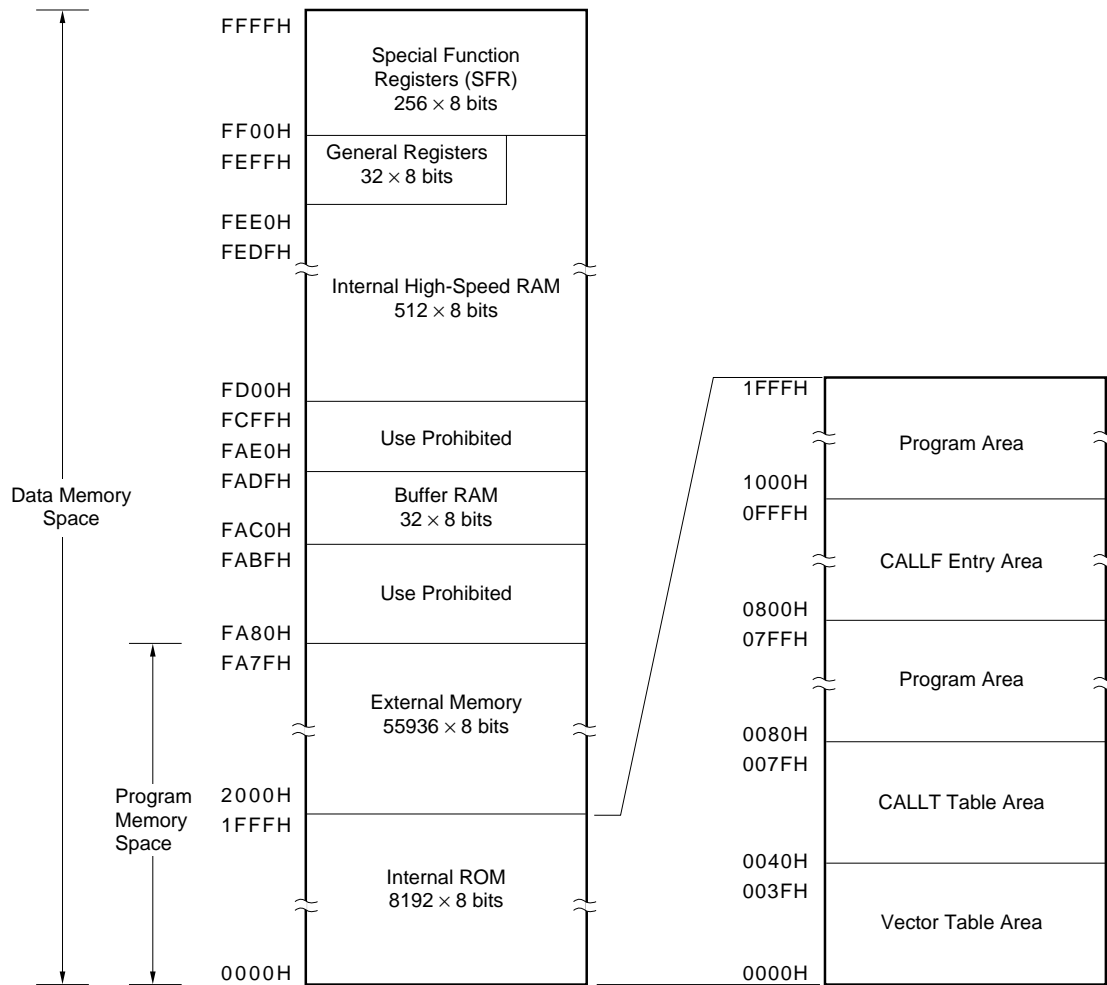 FFFFH
Special Function
Registers (SFR)
256 × 8 bits
FF00H
FEFFH
General Registers
32 × 8 bits
FEE0H
FEDFH
Internal High-Speed RAM
512 × 8 bits
FD00H
FCFFH
Use Prohibited
FAE0H
FADFH
Buffer RAM
32 × 8 bits
FAC0H
FABFH
Use Prohibited
FA80H
FA7FH
External Memory
55936 × 8 bits
2000H
1FFFH
Internal ROM
8192 × 8 bits
0000H
Data Memory
Space
Program
Memory
Space
1FFFH
Program Area
1000H
0FFFH
CALLF Entry Area
0800H
07FFH
Program Area
0080H
007FH
CALLT Table Area
0040H
003FH
Vector Table Area
0000H